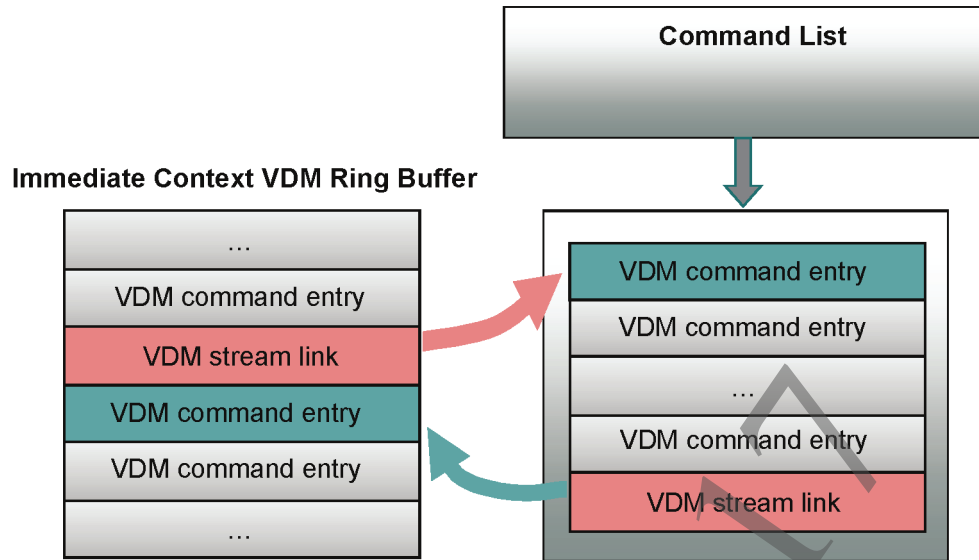 Command List
Immediate Context VDM Ring Buffer
...
VDM command entry
VDM stream link
VDM command entry
VDM command entry
...
VDM command entry
VDM command entry
...
VDM command entry
VDM stream link